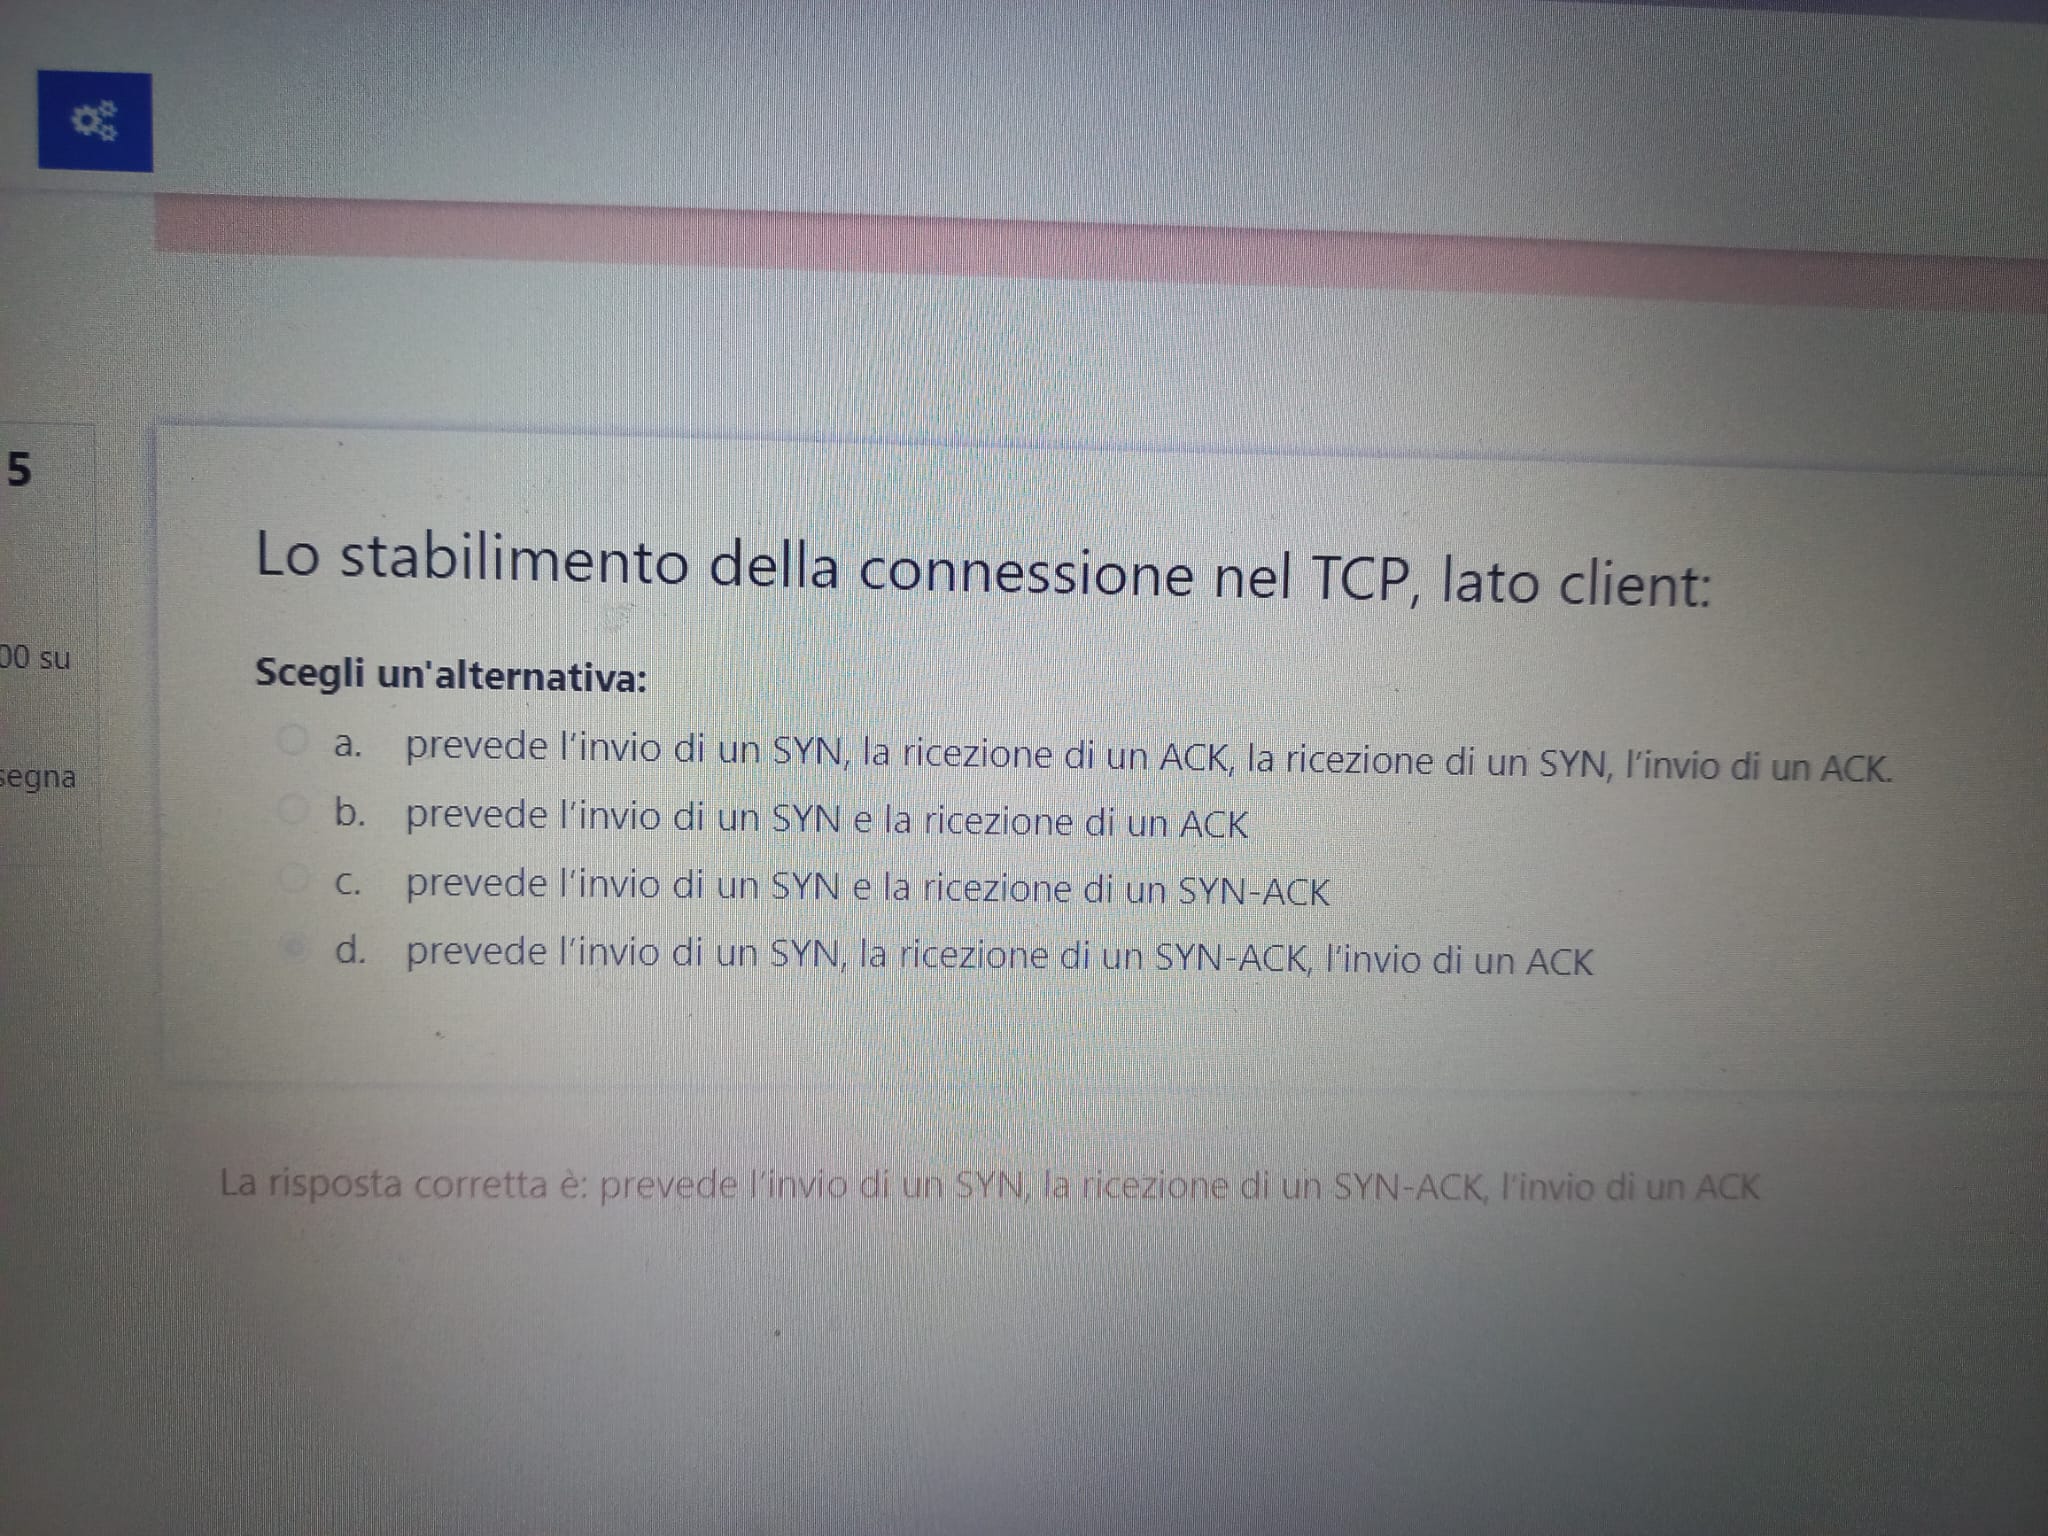 5
00 su
segna
Lo stabilimento della connessione nel TCP, lato client:
Scegli un'alternativa:
a. prevede l'invio di un SYN, la ricezione di un ACK, la ricezione di un SYN, l'invio di un ACK.
b. prevede l'invio di un SYN e la ricezione di un ACK
c. prevede l'invio di un SYN e la ricezione di un SYN-ACK
d. prevede l'invio di un SYN, la ricezione di un SYN-ACK, l'invio di un ACK
La risposta corretta è: prevede l'invio di un SYN, la ricezione di un SYN-ACK, l'invio di un ACK